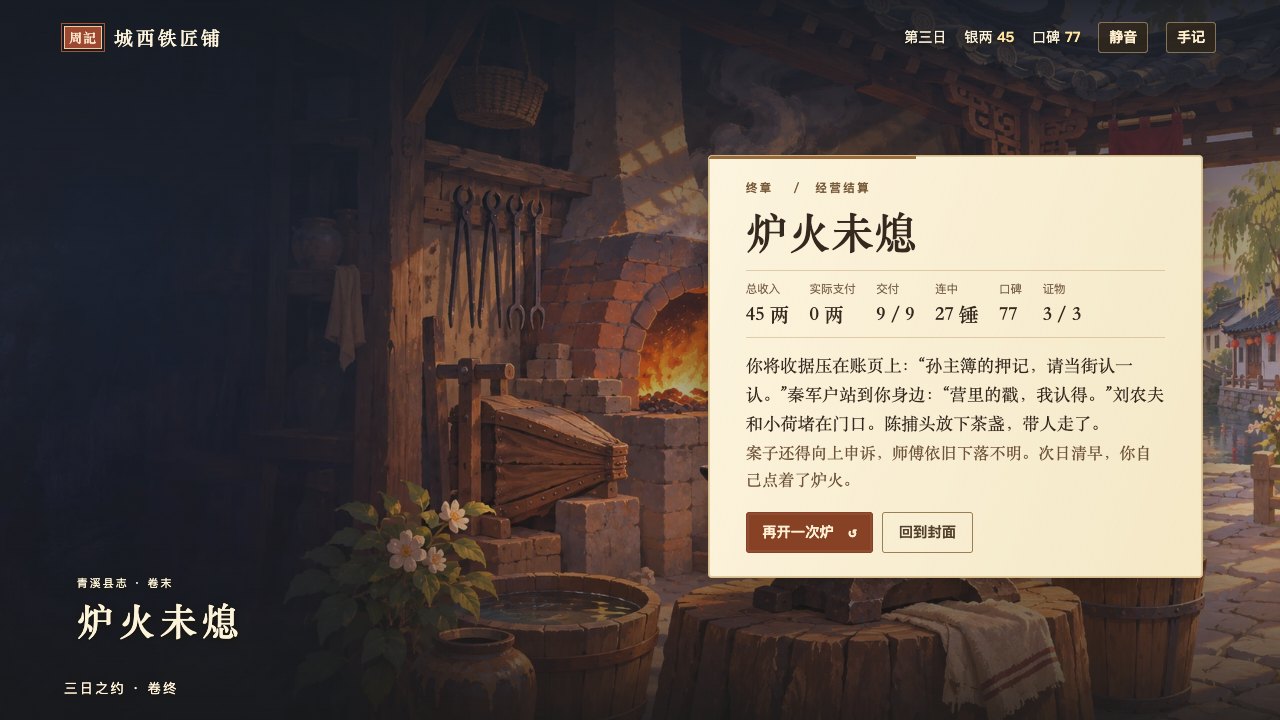 周記 城西铁匠铺
第三日 银两 45 口碑 77 静音 手记
终章 / 经营结算
炉火未熄
总收入 实际支付 交付 连中 口碑 证物
45 两 0 两 9 / 9 27 锤 77 3 / 3
你将收据压在账页上：“孙主簿的押记，请当街认一
认。”秦军户站到你身边：“营里的戳，我认得。”刘农夫
和小荷堵在门口。陈捕头放下茶盏，带人走了。
案子还得向上申诉，师傅依旧下落不明。次日清早，你自
己点着了炉火。
再开一次炉 ↺ 回到封面
青溪县志 · 卷末
炉火未熄
三日之约 · 卷终